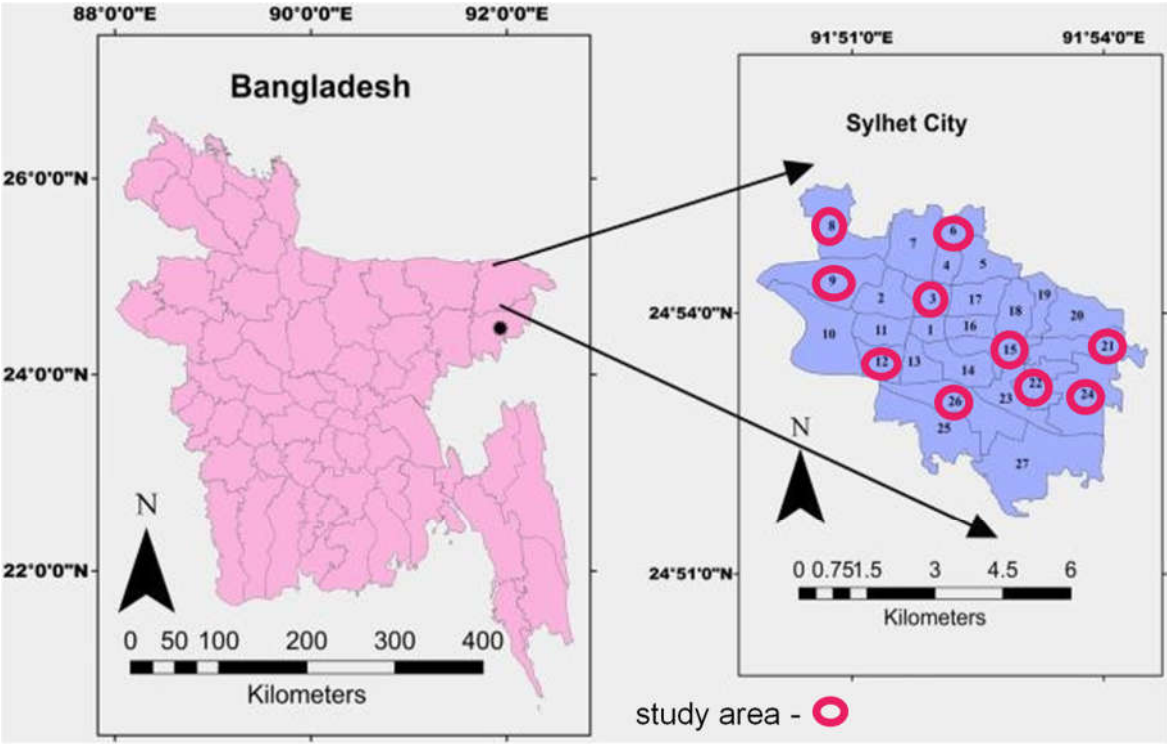 88°0'0"E 90°0'0"E 92°0'0"E
Bangladesh
26°0'0"N
24°0'0"N
22°0'0"N
N
0 50 100 200 300 400
Kilometers
91°51'0"E 91°54'0"E
Sylhet City
24°54'0"N
24°51'0"N
8
6
7
4
5
9
2
3
17
19
18
20
10
11
1
16
12
13
15
21
14
22
23
24
26
25
27
N
0 0.751.5 3 4.5 6
Kilometers
study area -